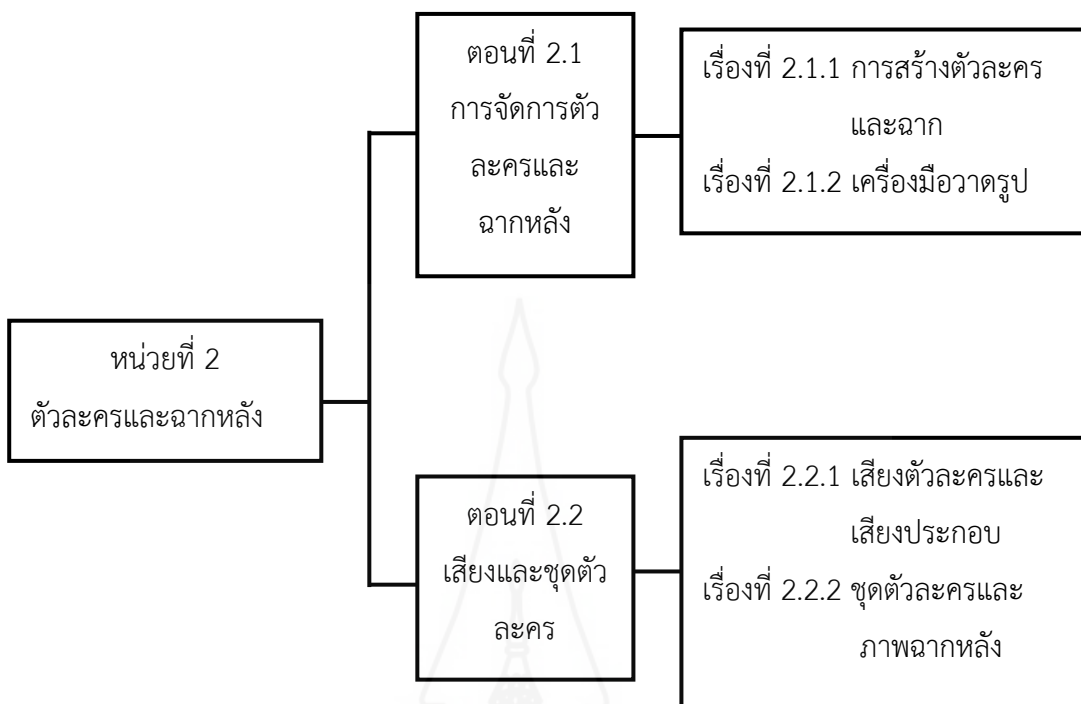 ตอนที่ 2.1
การจัดการตัว
ละครและ
ฉากหลัง
เรื่องที่ 2.1.1 การสร้างตัวละคร
และฉาก
เรื่องที่ 2.1.2 เครื่องมือวาดรูป
หน่วยที่ 2
ตัวละครและฉากหลัง
ตอนที่ 2.2
เสียงและชุดตัว
ละคร
เรื่องที่ 2.2.1 เสียงตัวละครและ
เสียงประกอบ
เรื่องที่ 2.2.2 ชุดตัวละครและ
ภาพฉากหลัง